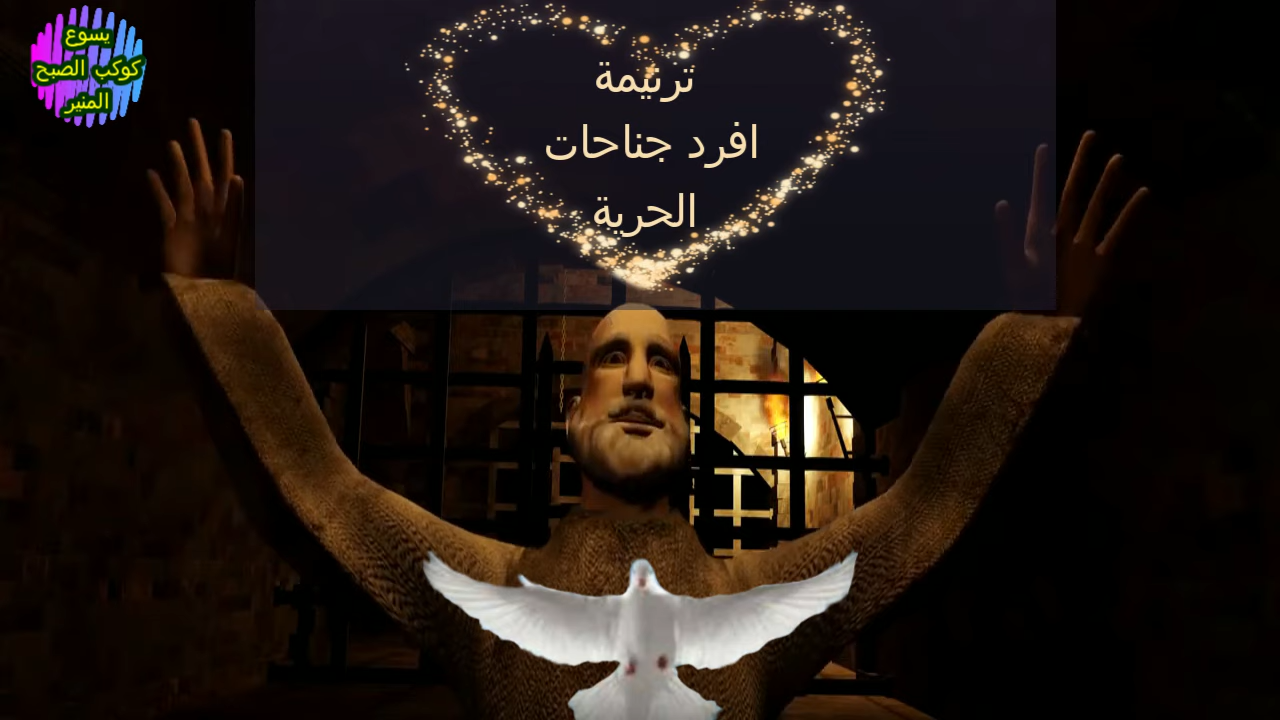 يسوع
كوكب الصبح
المنير
ترنيمة
افرد جناحات
الحرية